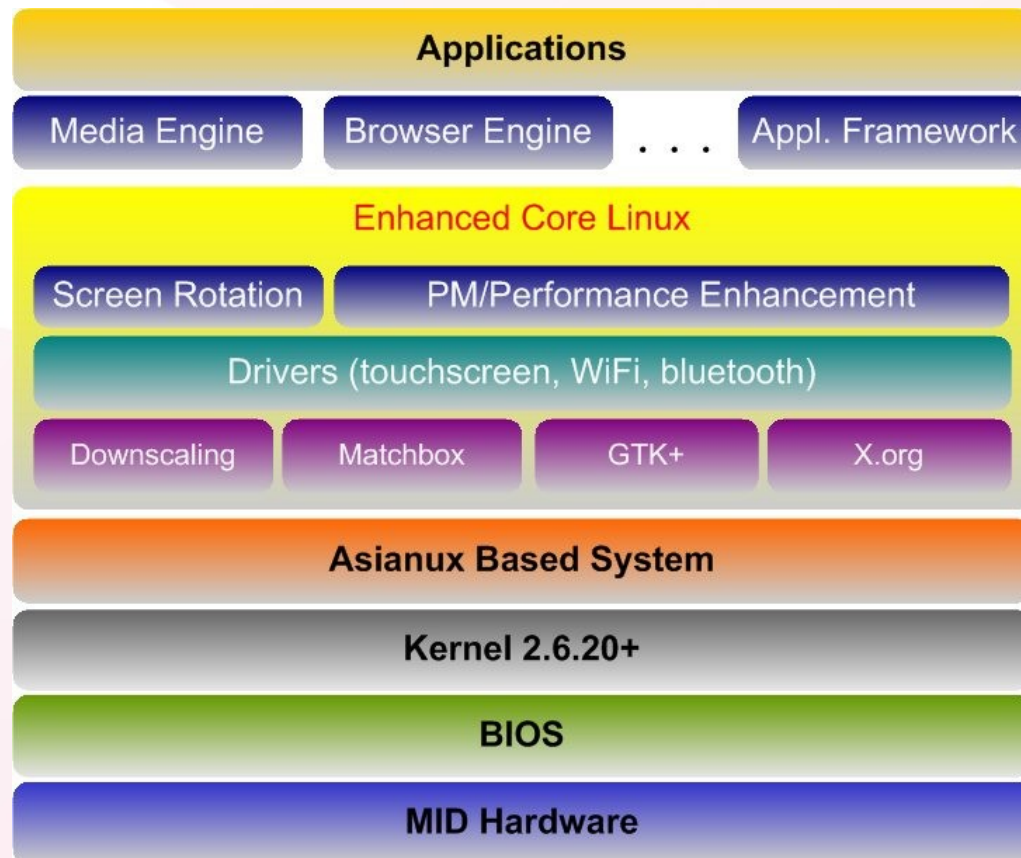 Applications
Media Engine
Browser Engine
. . .
Appl. Framework
Enhanced Core Linux
Screen Rotation
PM/Performance Enhancement
Drivers (touchscreen, WiFi, bluetooth)
Downscaling
Matchbox
GTK+
X.org
Asianux Based System
Kernel 2.6.20+
BIOS
MID Hardware